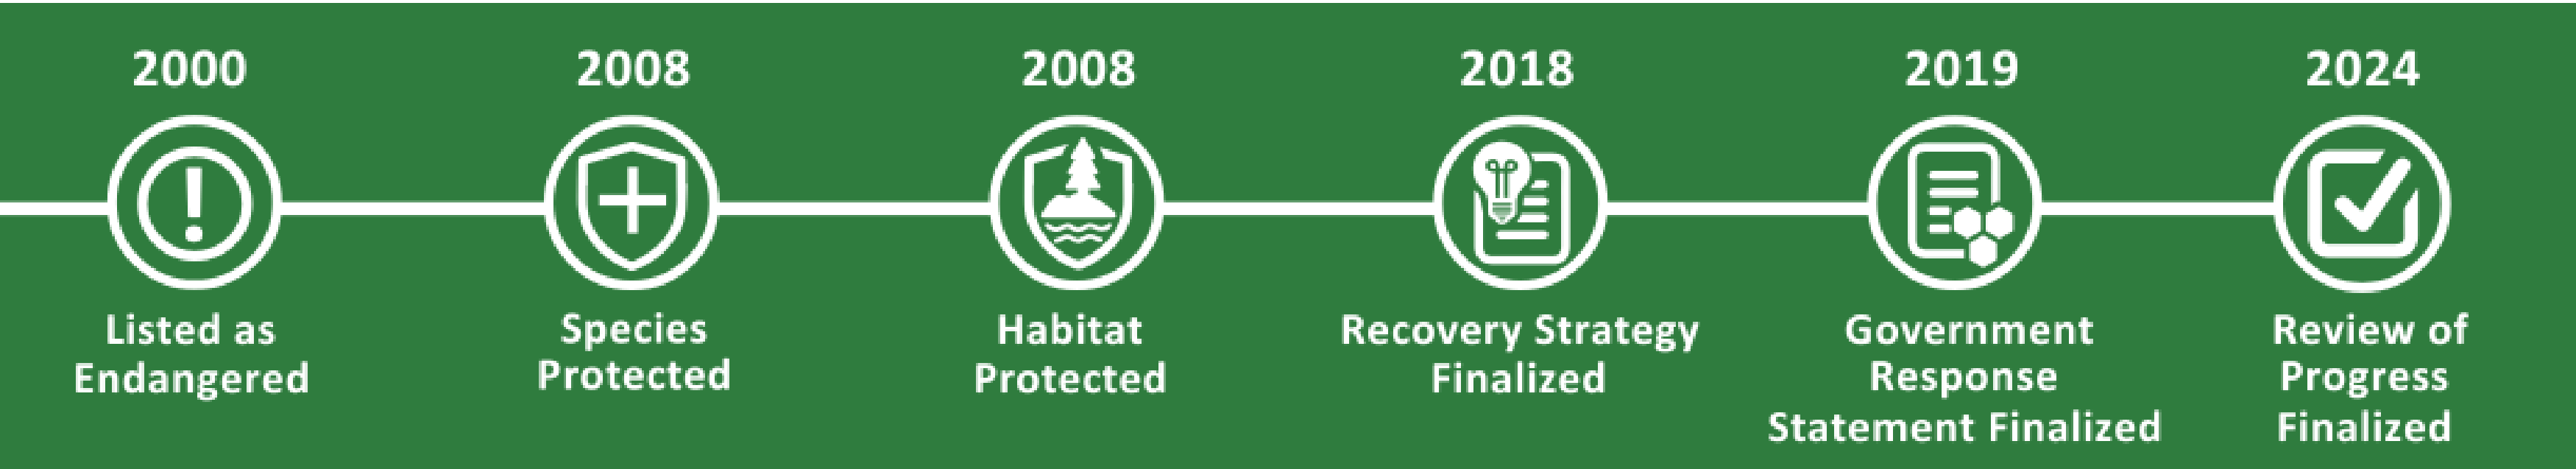 2000
Listed as
Endangered
2008
Species
Protected
2008
Habitat
Protected
2018
Recovery Strategy
Finalized
2019
Government
Response
Statement Finalized
2024
Review of
Progress
Finalized